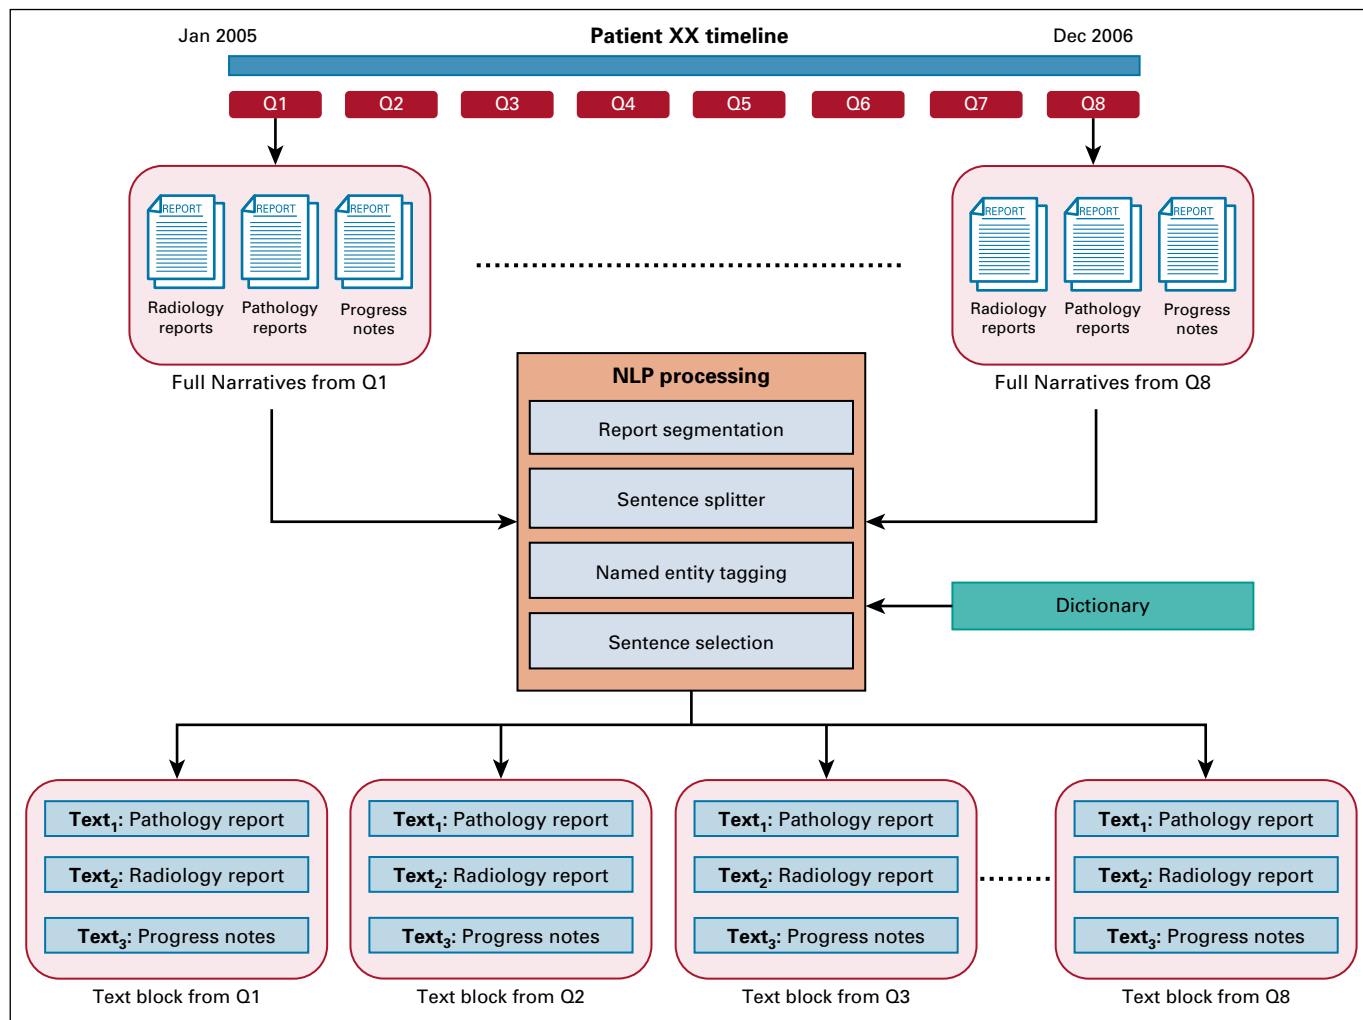 Jan 2005
Patient XX timeline
Dec 2006
Q1
Q2
Q3
Q4
Q5
Q6
Q7
Q8
REPORT
REPORT
REPORT
Radiology
reports
Pathology
reports
Progress
notes
Full Narratives from Q1
REPORT
REPORT
REPORT
Radiology
reports
Pathology
reports
Progress
notes
Full Narratives from Q8
NLP processing
Report segmentation
Sentence splitter
Named entity tagging
Sentence selection
Dictionary
Text1: Pathology report
Text2: Radiology report
Text3: Progress notes
Text block from Q1
Text1: Pathology report
Text2: Radiology report
Text3: Progress notes
Text block from Q2
Text1: Pathology report
Text2: Radiology report
Text3: Progress notes
Text block from Q3
Text1: Pathology report
Text2: Radiology report
Text3: Progress notes
Text block from Q8